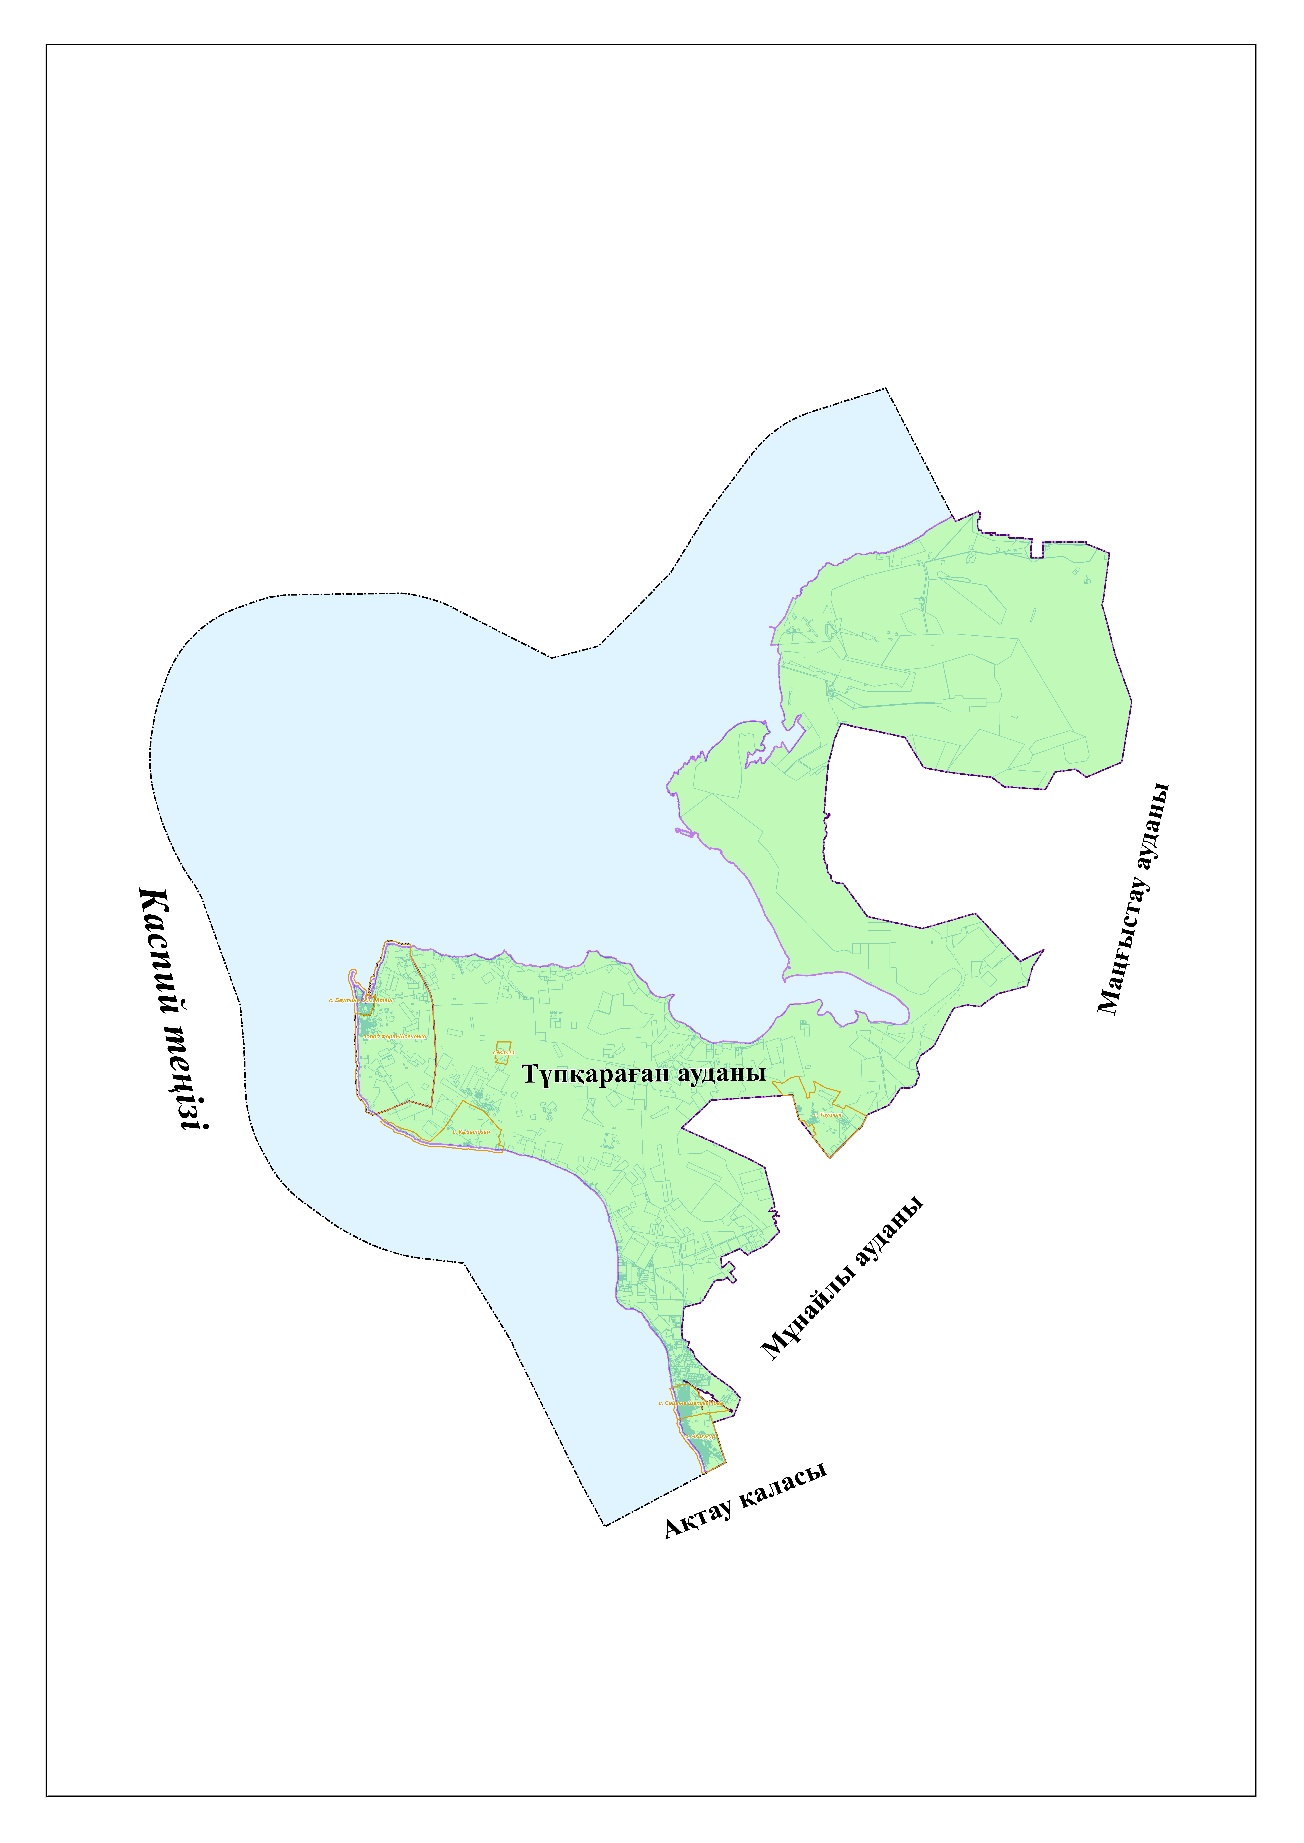 Каспий теңізі
Маңғыстау ауданы
Түпқараған ауданы
Мұнайлы ауданы
Ақтау қаласы